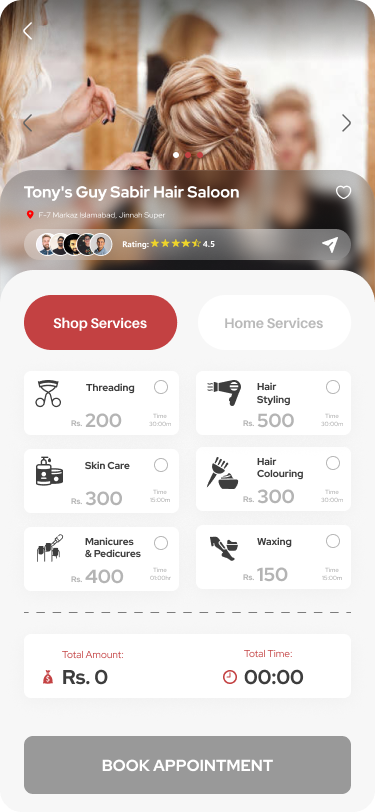 Tony's Guy Sabir Hair Saloon
F-7 Markaz Islamabad, Jinnah Super
Rating: ★★★★⯪ 4.5
Shop Services
Home Services
Threading
Rs. 200
Time
30:00m
Hair
Styling
Rs. 500
Time
30:00m
Skin Care
Rs. 300
Time
15:00m
Hair
Colouring
Rs. 300
Time
30:00m
Manicures
& Pedicures
Rs. 400
Time
01:00hr
Waxing
Rs. 150
Time
15:00m
Total Amount:
Rs. 0
Total Time:
00:00
BOOK APPOINTMENT